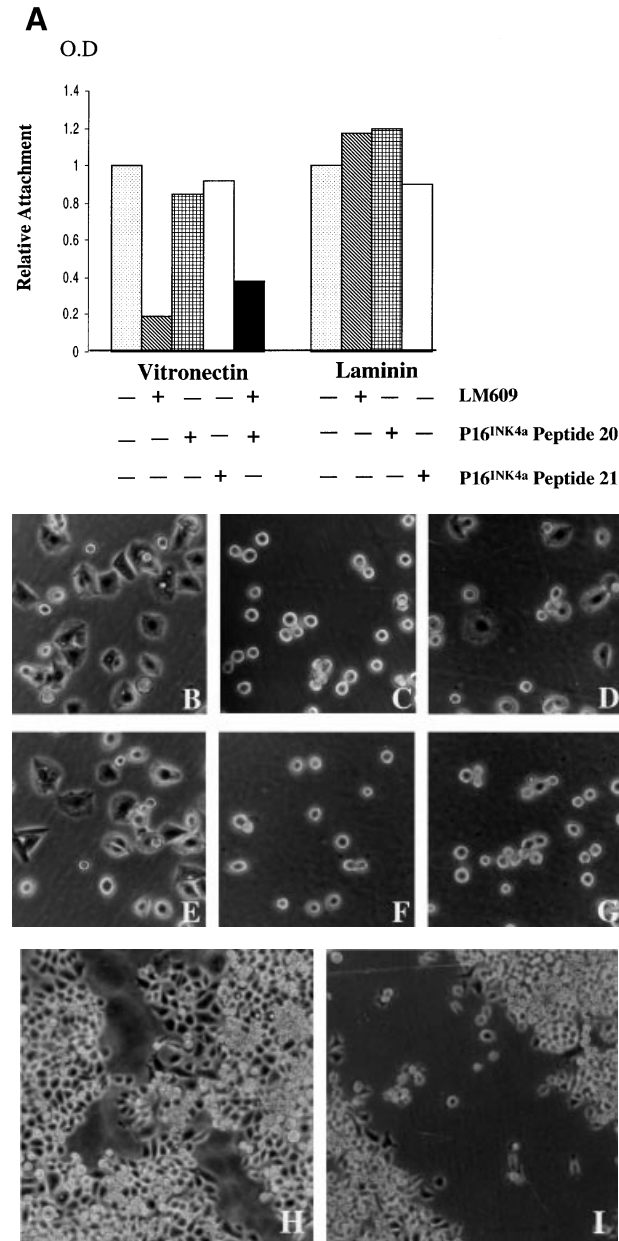 A
O.D
1.4
1.2
1
0.8
0.6
0.4
0.2
0
Relative Attachment
Vitronectin Laminin
— + — — + — + — — LM609
— — + — + — — + — P16INK4a Peptide 20
— — — + — — — — + P16INK4a Peptide 21
B C D
E F G
H I